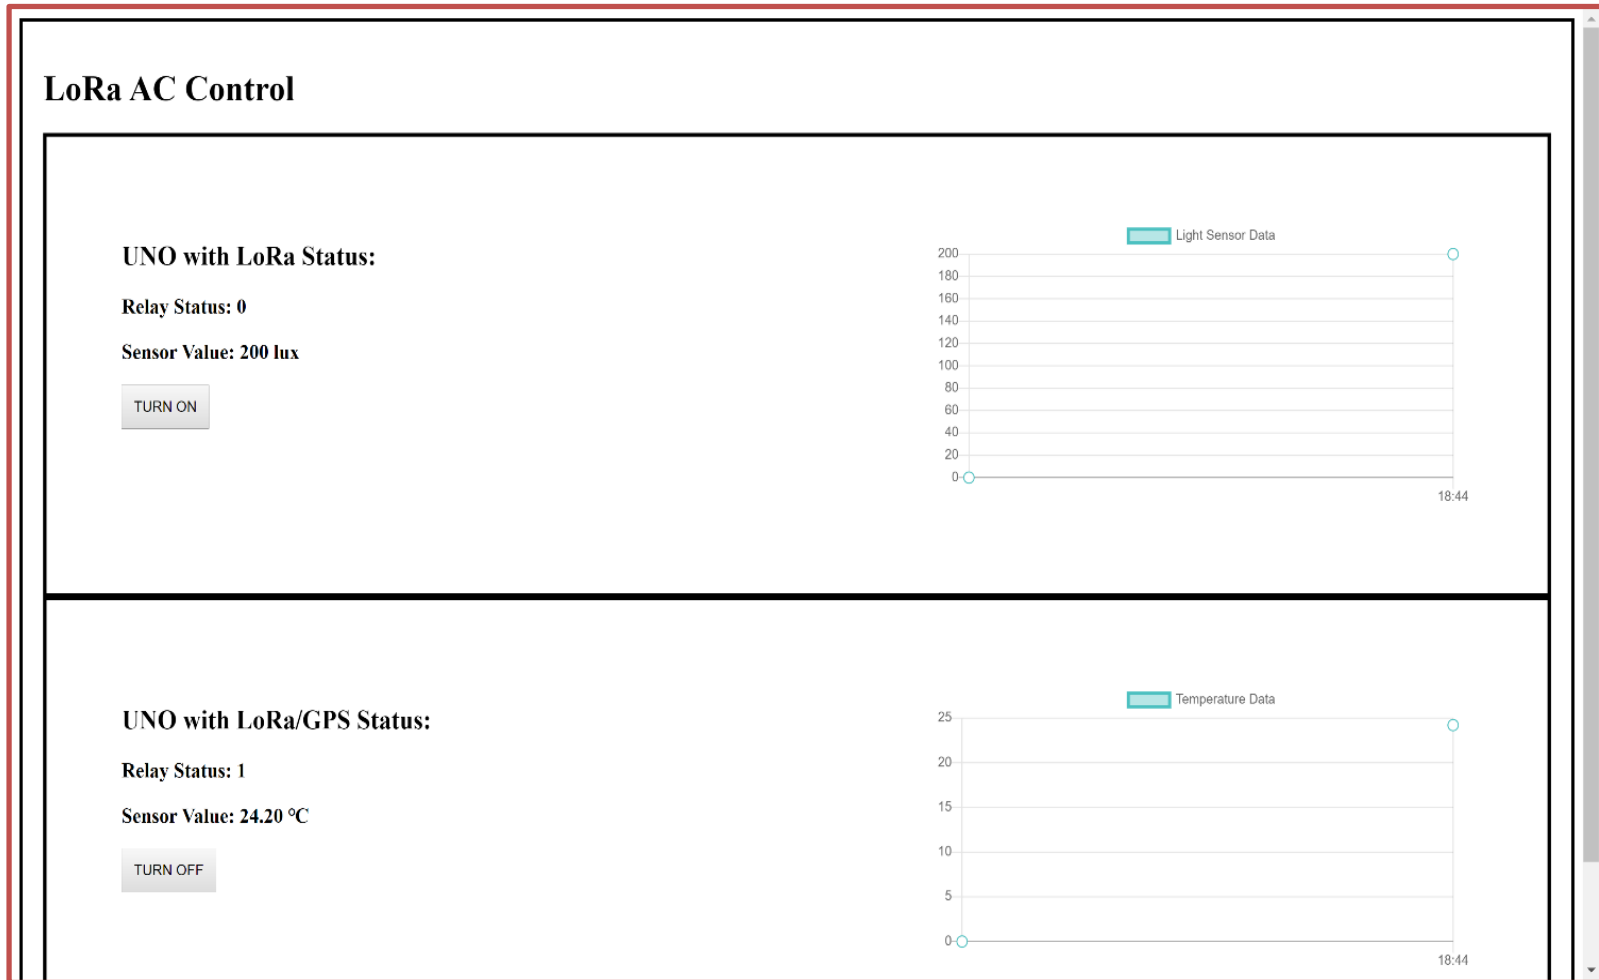 LoRa AC Control
UNO with LoRa Status:
Relay Status: 0
Sensor Value: 200 lux
TURN ON
Light Sensor Data
200
180
160
140
120
100
80
60
40
20
0
18:44
UNO with LoRa/GPS Status:
Relay Status: 1
Sensor Value: 24.20 °C
TURN OFF
Temperature Data
25
20
15
10
5
0
18:44